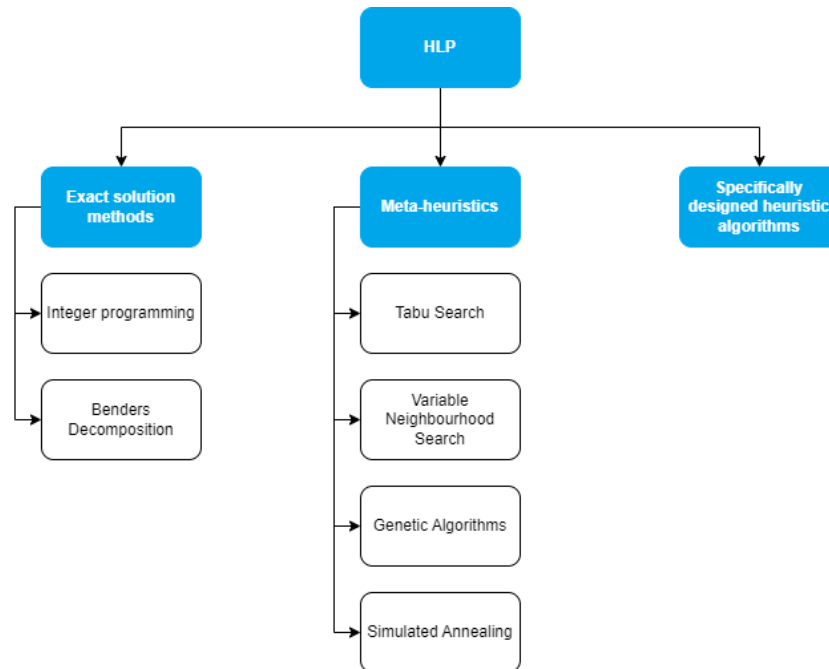 HLP
Exact solution
methods
Meta-heuristics
Specifically
designed heuristic
algorithms
Integer programming
Tabu Search
Benders
Decomposition
Variable
Neighbourhood
Search
Genetic Algorithms
Simulated Annealing